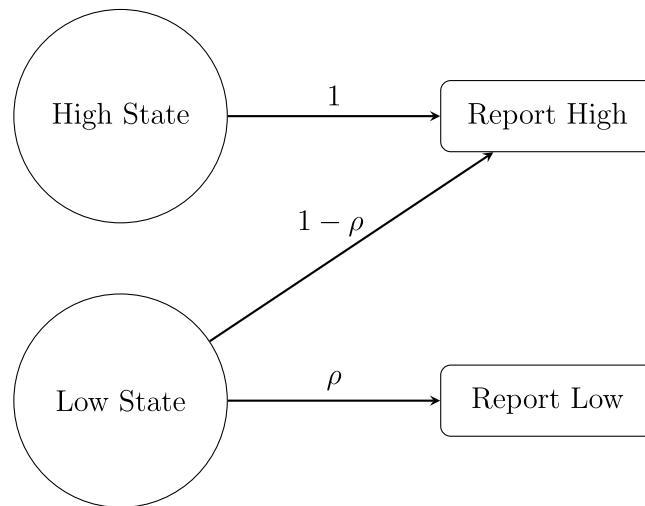 High State
1
Report High
1 − ρ
Low State
ρ
Report Low